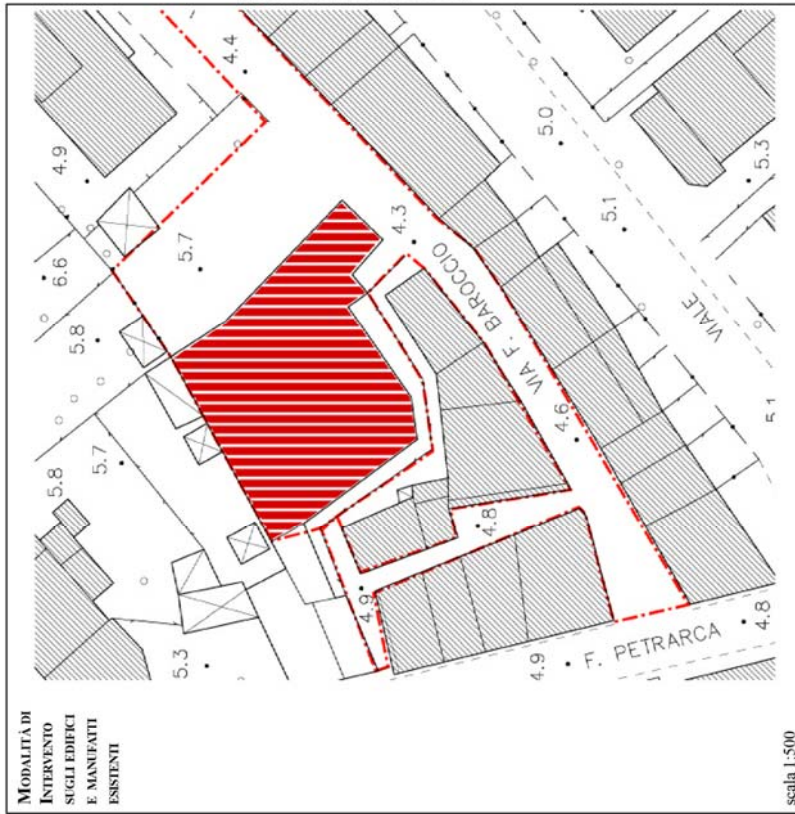 MODALITÀ DI
INTERVENTO
SUGLI EDIFICI
E MANUFATTI
ESISTENTI
4.4
4.9
6.6
5.7
5.8
5.0
5.3
5.1
4.3
VIA F. BAROCCIO
VIALE
5.7
5.8
4.6
5.1
4.8
4.9
5.3
F. PETRARCA
4.9
4.8
scala 1:500